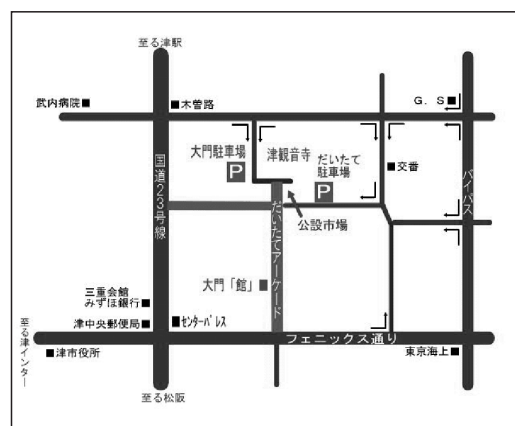 至る津駅
武内病院
木曽路
G．S
大門駐車場
P
津観音寺
だいたて
駐車場
P
交番
バイパス
国道23号線
公設市場
だいたてアーケード
大門「館」
三重会館
みずほ銀行
津中央郵便局
ｾﾝﾀｰﾊﾟﾚｽ
フェニックス通り
至る津インター
津市役所
東京海上
至る松阪